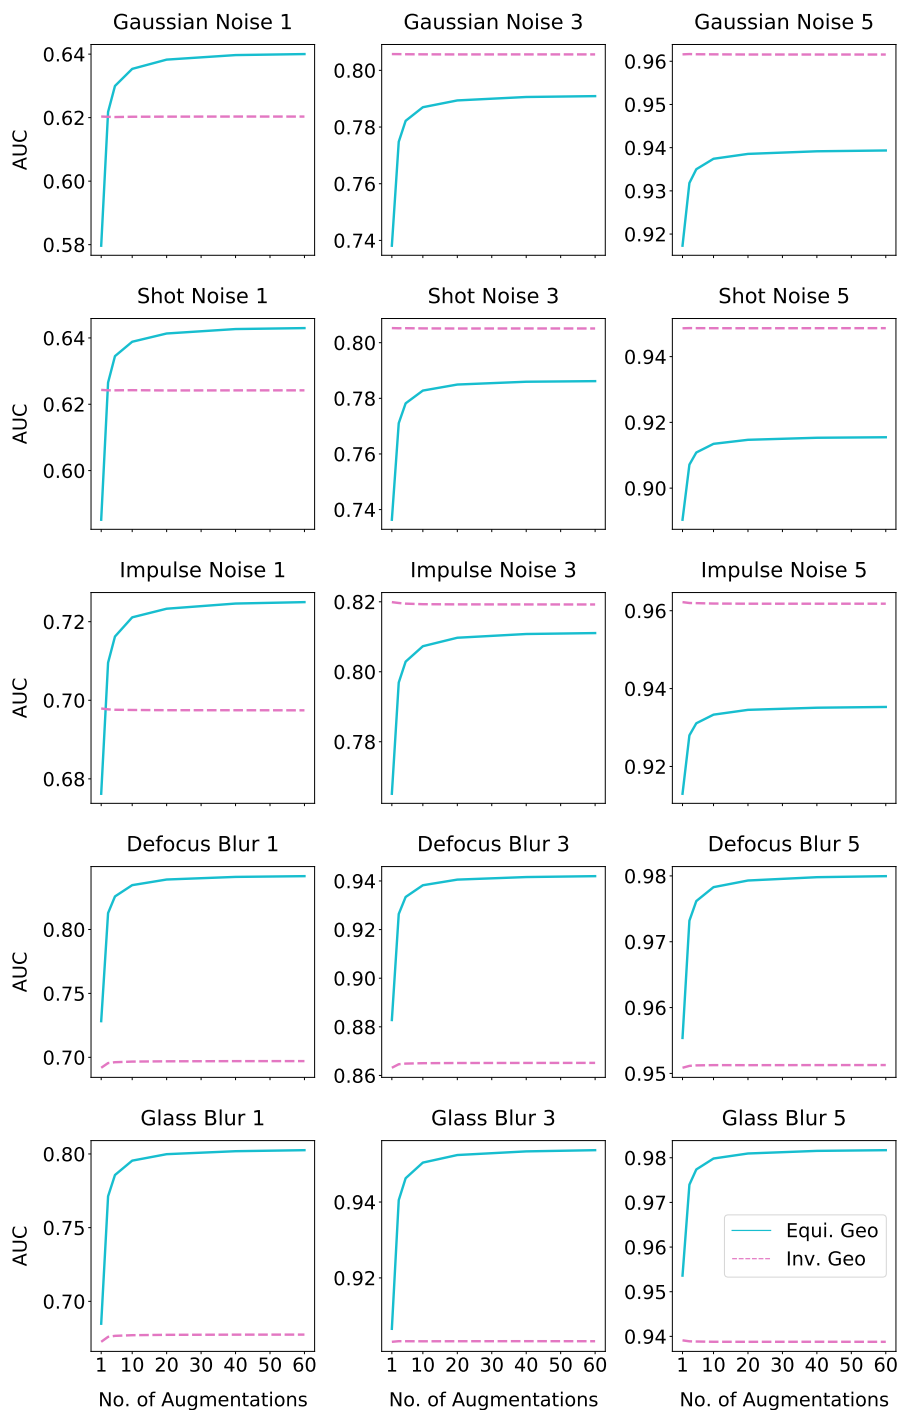 Gaussian Noise 1
Gaussian Noise 3
Gaussian Noise 5
AUC
0.64
0.62
0.60
0.58
0.80
0.78
0.76
0.74
0.96
0.95
0.94
0.93
0.92
Shot Noise 1
Shot Noise 3
Shot Noise 5
AUC
0.64
0.62
0.60
0.80
0.78
0.76
0.74
0.94
0.92
0.90
Impulse Noise 1
Impulse Noise 3
Impulse Noise 5
AUC
0.72
0.70
0.68
0.82
0.80
0.78
0.96
0.94
0.92
Defocus Blur 1
Defocus Blur 3
Defocus Blur 5
AUC
0.80
0.75
0.70
0.94
0.92
0.90
0.88
0.86
0.98
0.97
0.96
0.95
Glass Blur 1
Glass Blur 3
Glass Blur 5
AUC
0.80
0.75
0.70
0.94
0.92
0.98
0.97
0.96
0.95
0.94
Equi. Geo
Inv. Geo
1 10 20 30 40 50 60
1 10 20 30 40 50 60
1 10 20 30 40 50 60
No. of Augmentations
No. of Augmentations
No. of Augmentations